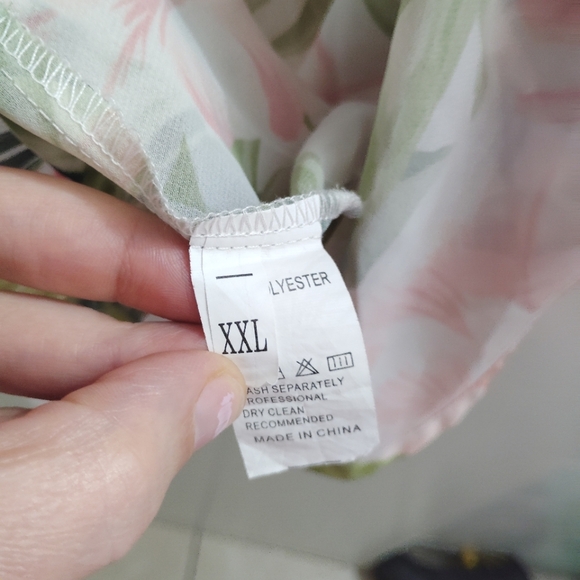 LYESTER
XXL
ASH SEPARATELY
ROFESSIONAL
DRY CLEAN
RECOMMENDED
MADE IN CHINA